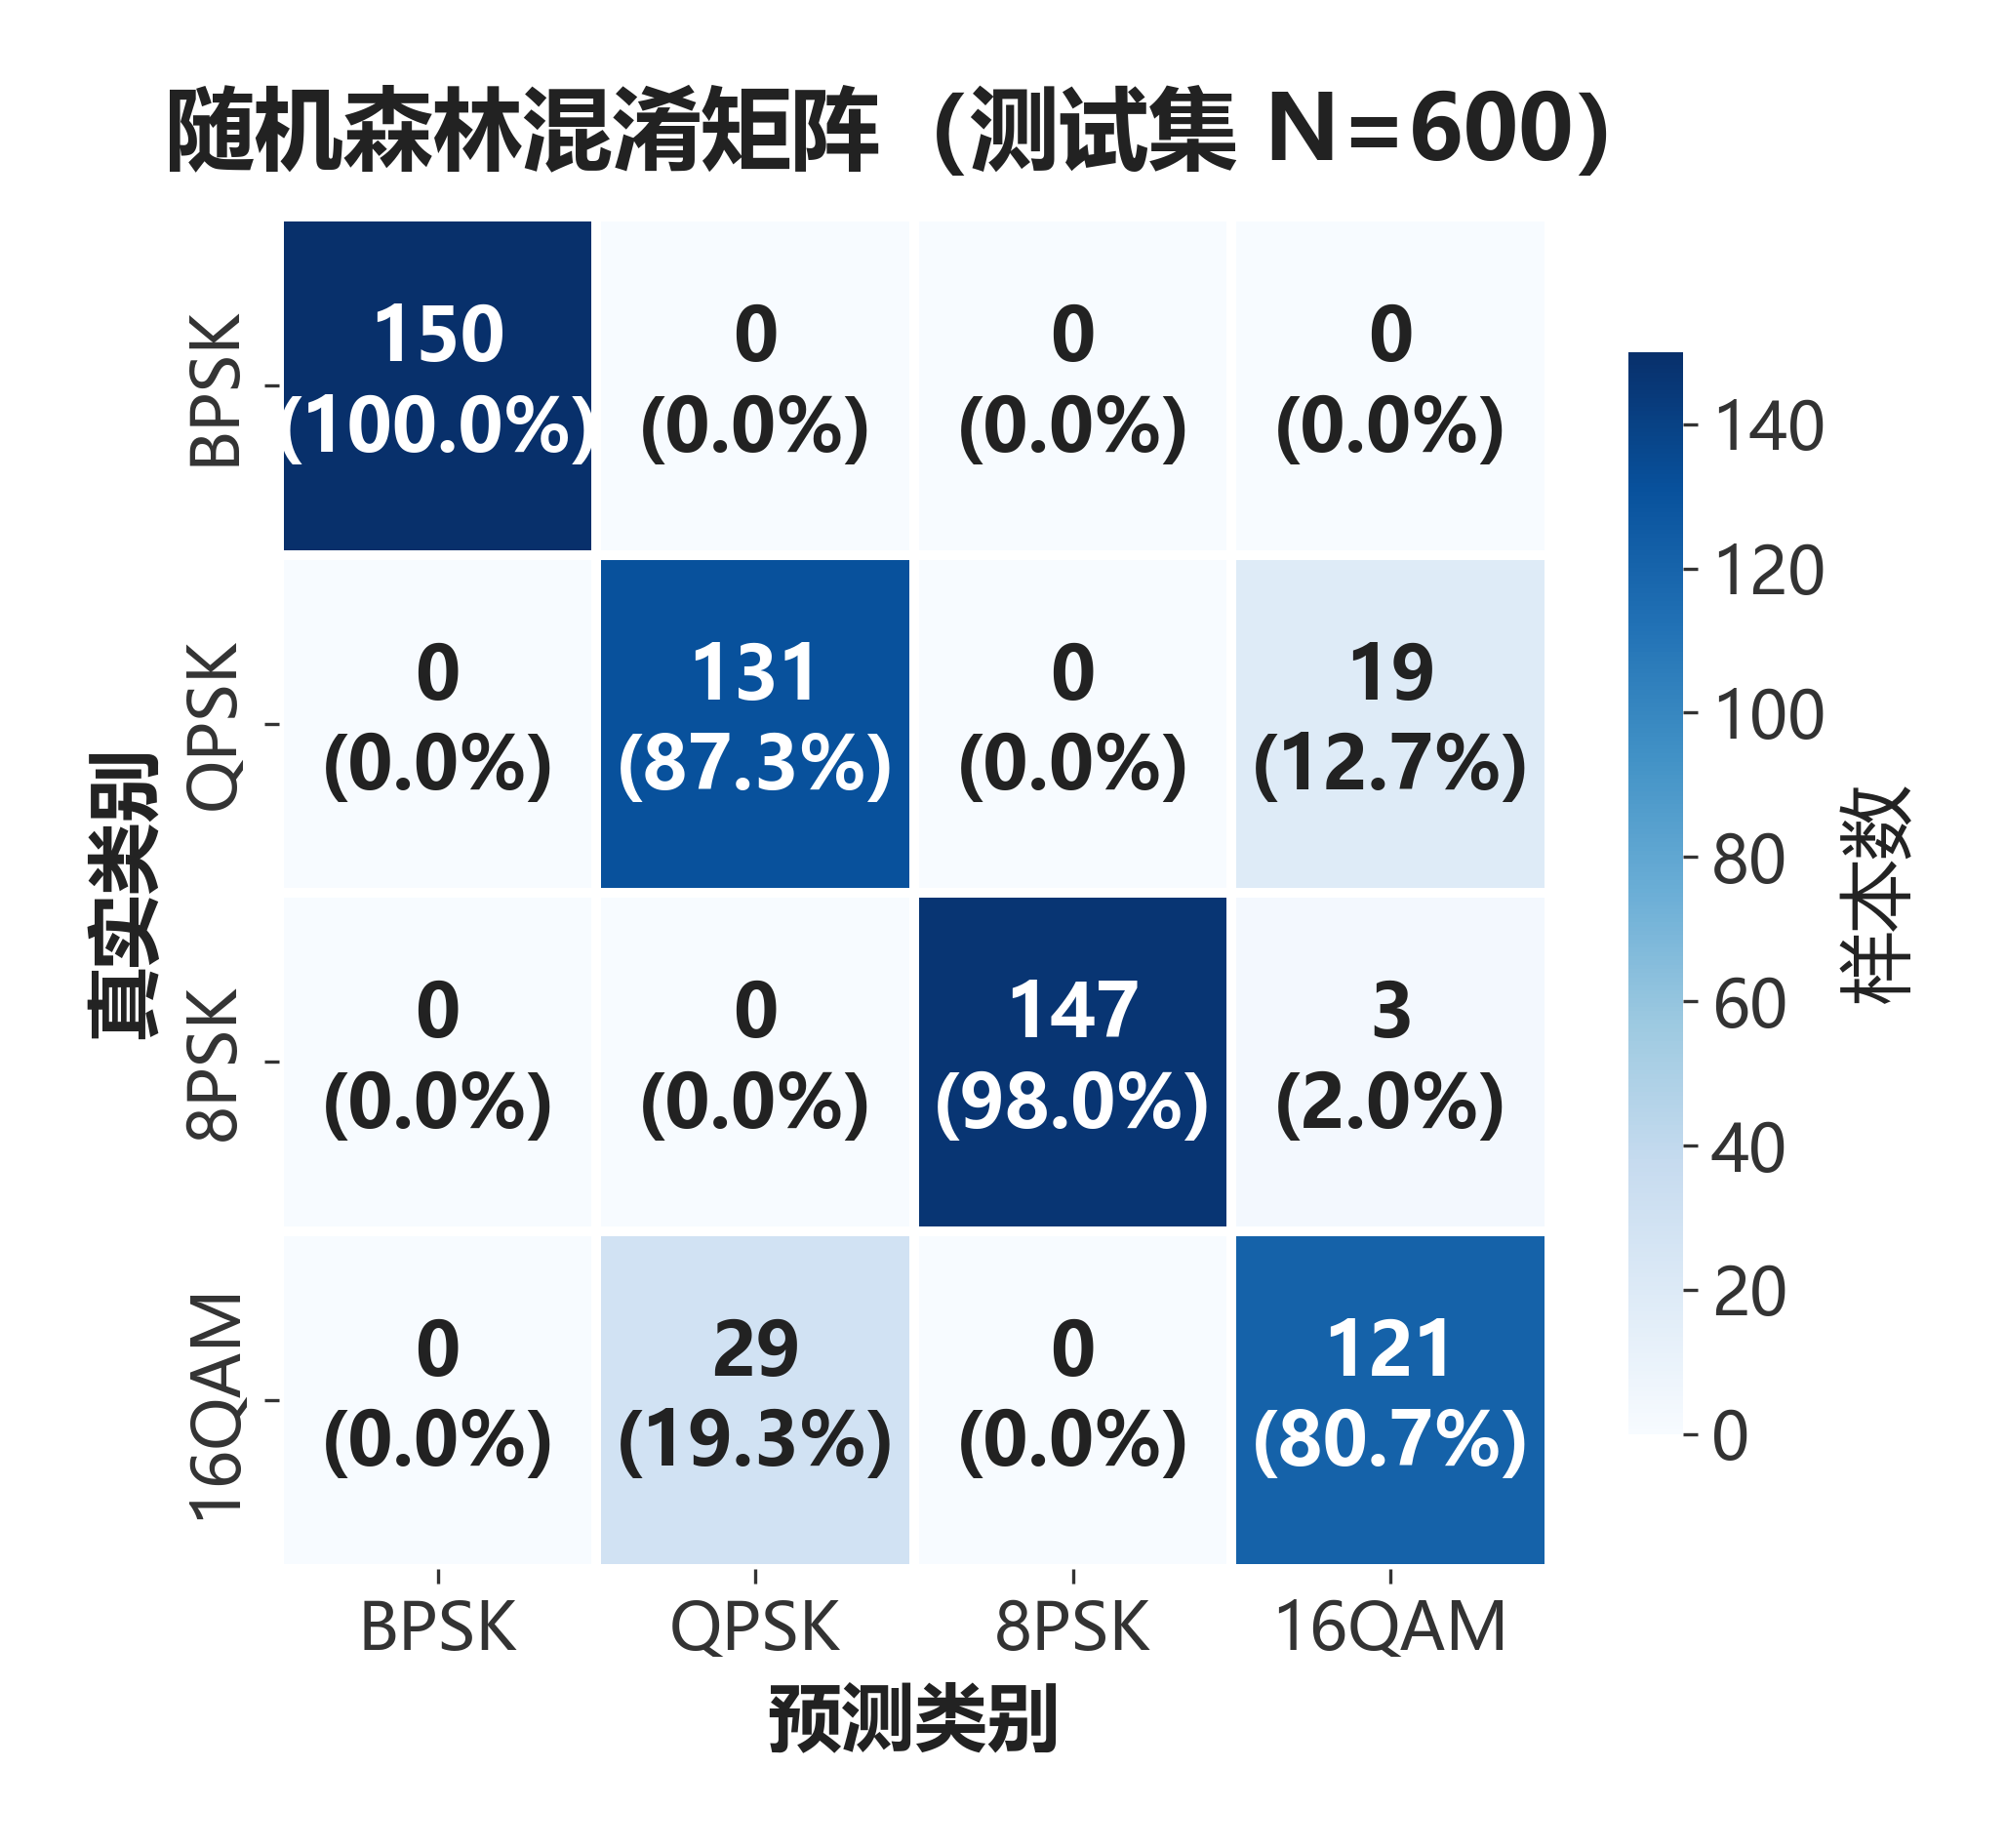 随机森林混淆矩阵 (测试集 N=600)
真实类别
BPSK
150 0 0 0
(100.0%) (0.0%) (0.0%) (0.0%)
QPSK
0 131 0 19
(0.0%) (87.3%) (0.0%) (12.7%)
8PSK
0 0 147 3
(0.0%) (0.0%) (98.0%) (2.0%)
16QAM
0 29 0 121
(0.0%) (19.3%) (0.0%) (80.7%)
BPSK QPSK 8PSK 16QAM
预测类别
140
120
100
80
60
40
20
0
样本数